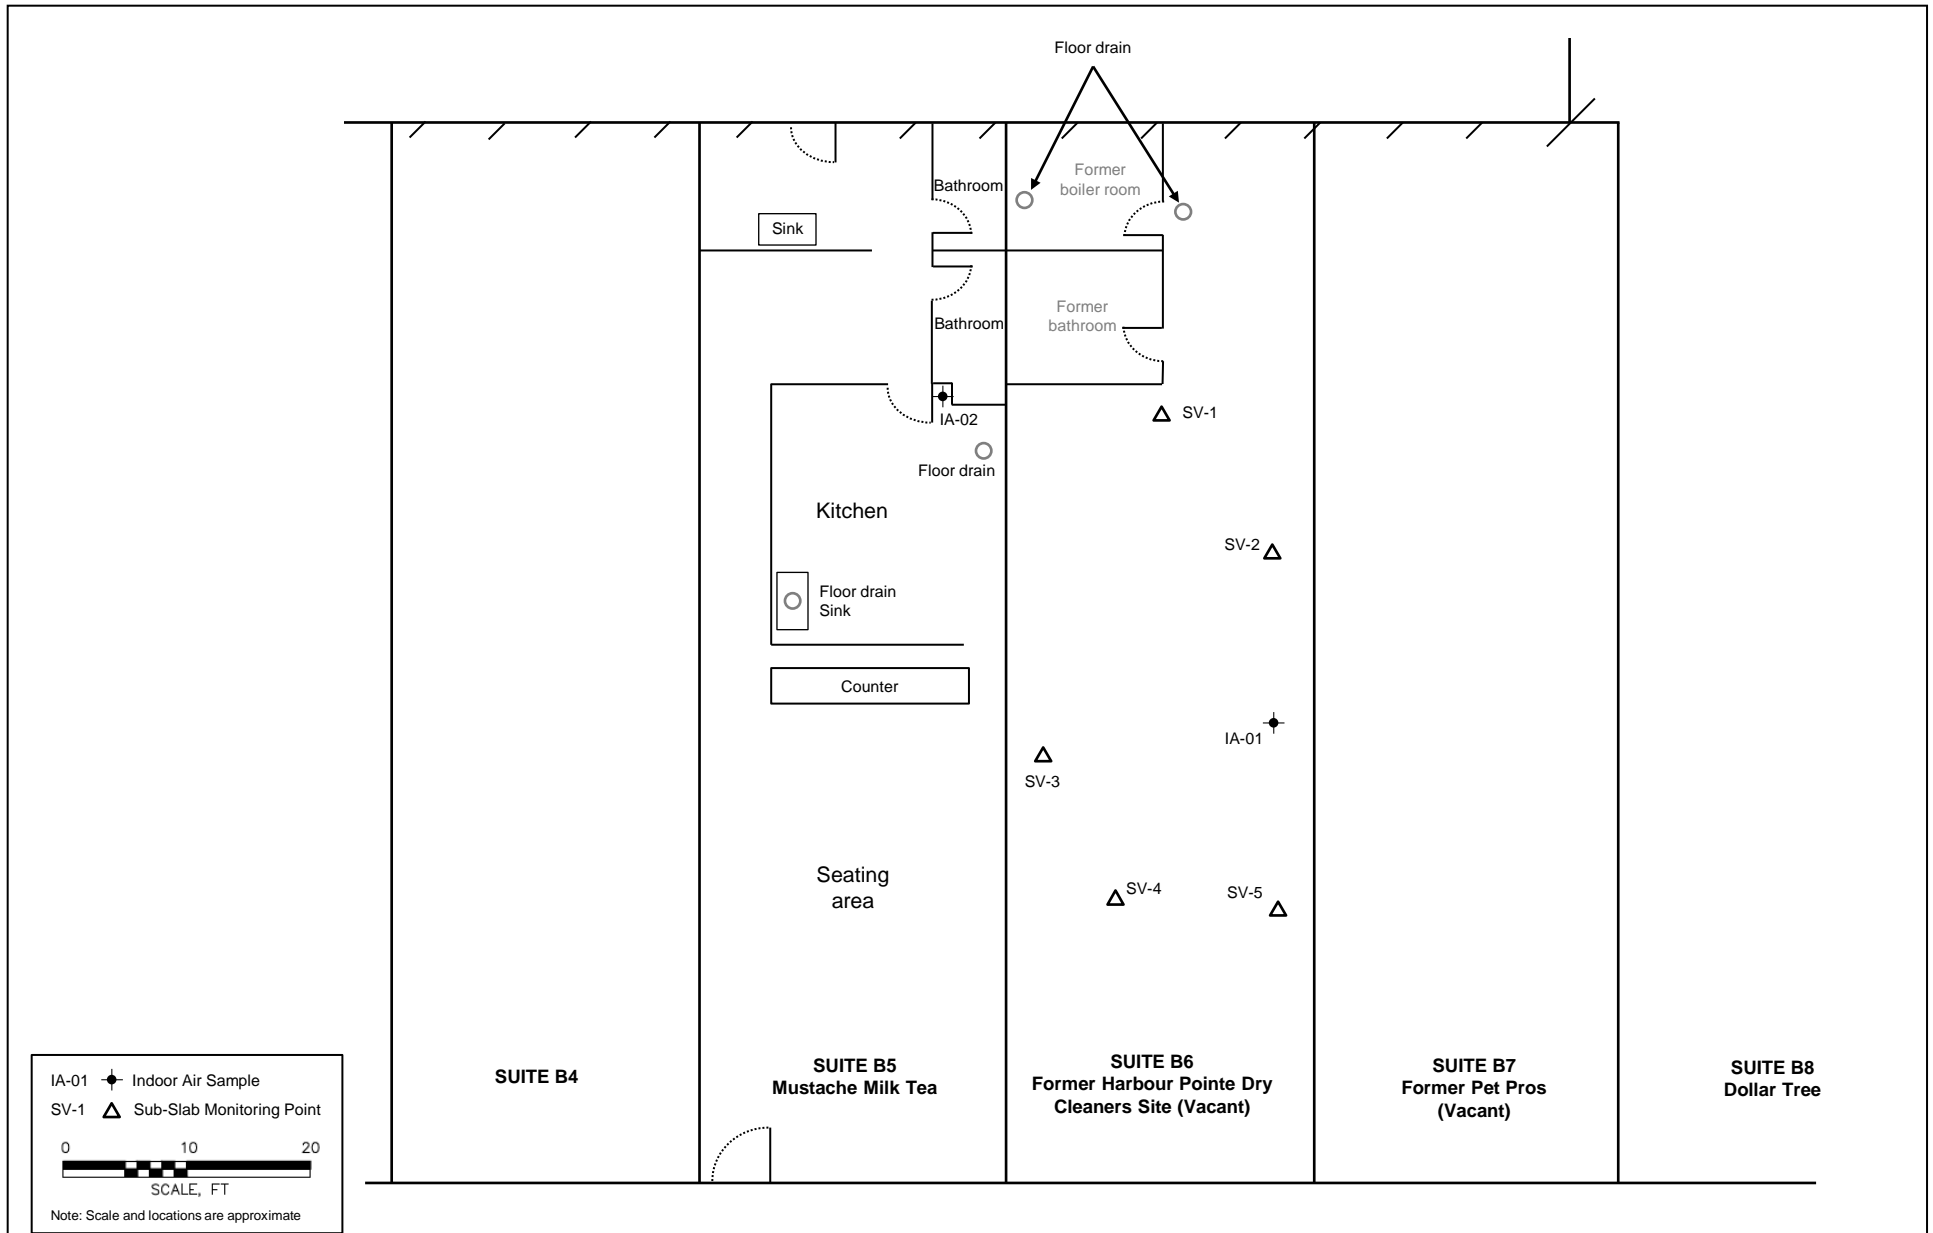 Floor drain
Former
boiler room
Bathroom
Sink
Former
bathroom
Bathroom
SV-1
IA-02
Floor drain
Kitchen
SV-2
Floor drain
Sink
Counter
IA-01
SV-3
Seating
area
SV-4
SV-5
SUITE B4
SUITE B5
Mustache Milk Tea
SUITE B6
Former Harbour Pointe Dry
Cleaners Site (Vacant)
SUITE B7
Former Pet Pros
(Vacant)
SUITE B8
Dollar Tree
IA-01 Indoor Air Sample
SV-1 Sub-Slab Monitoring Point
0 10 20
SCALE, FT
Note: Scale and locations are approximate